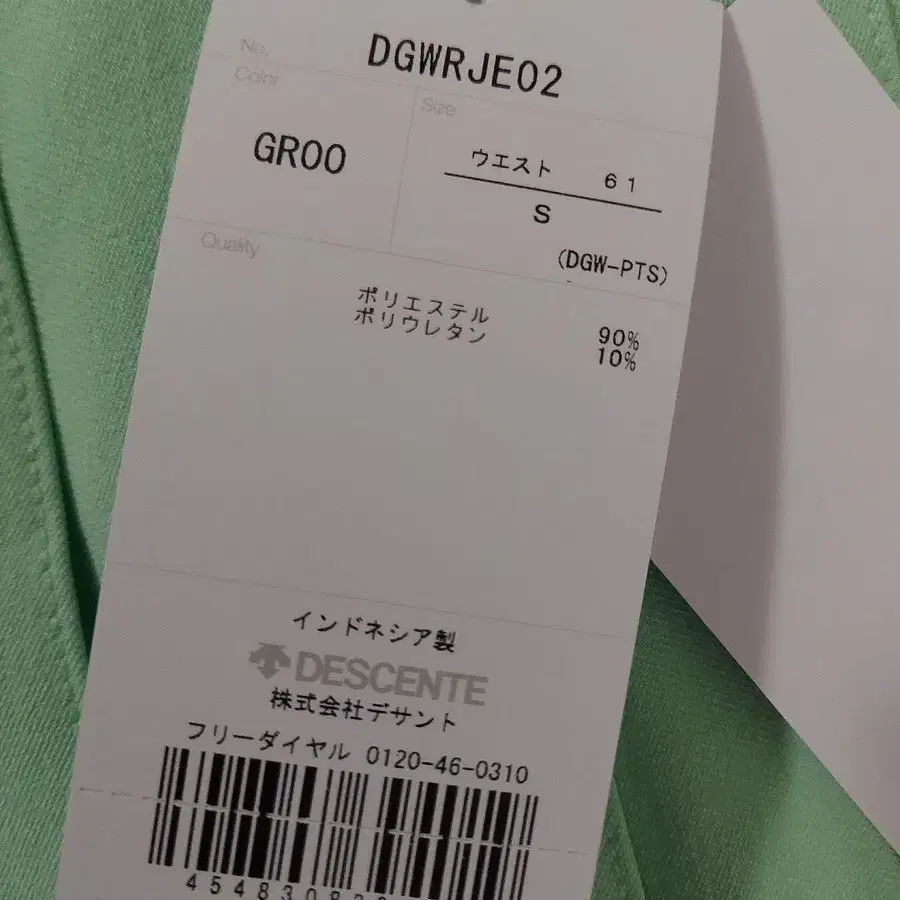 No.
DGWRJE02
Color
GR00
Size
ウエスト 61
S
(DGW-PTS)
Quality
ポリエステル 90%
ポリウレタン 10%
インドネシア製
DESCENTE
株式会社デサント
フリーダイヤル 0120-46-0310